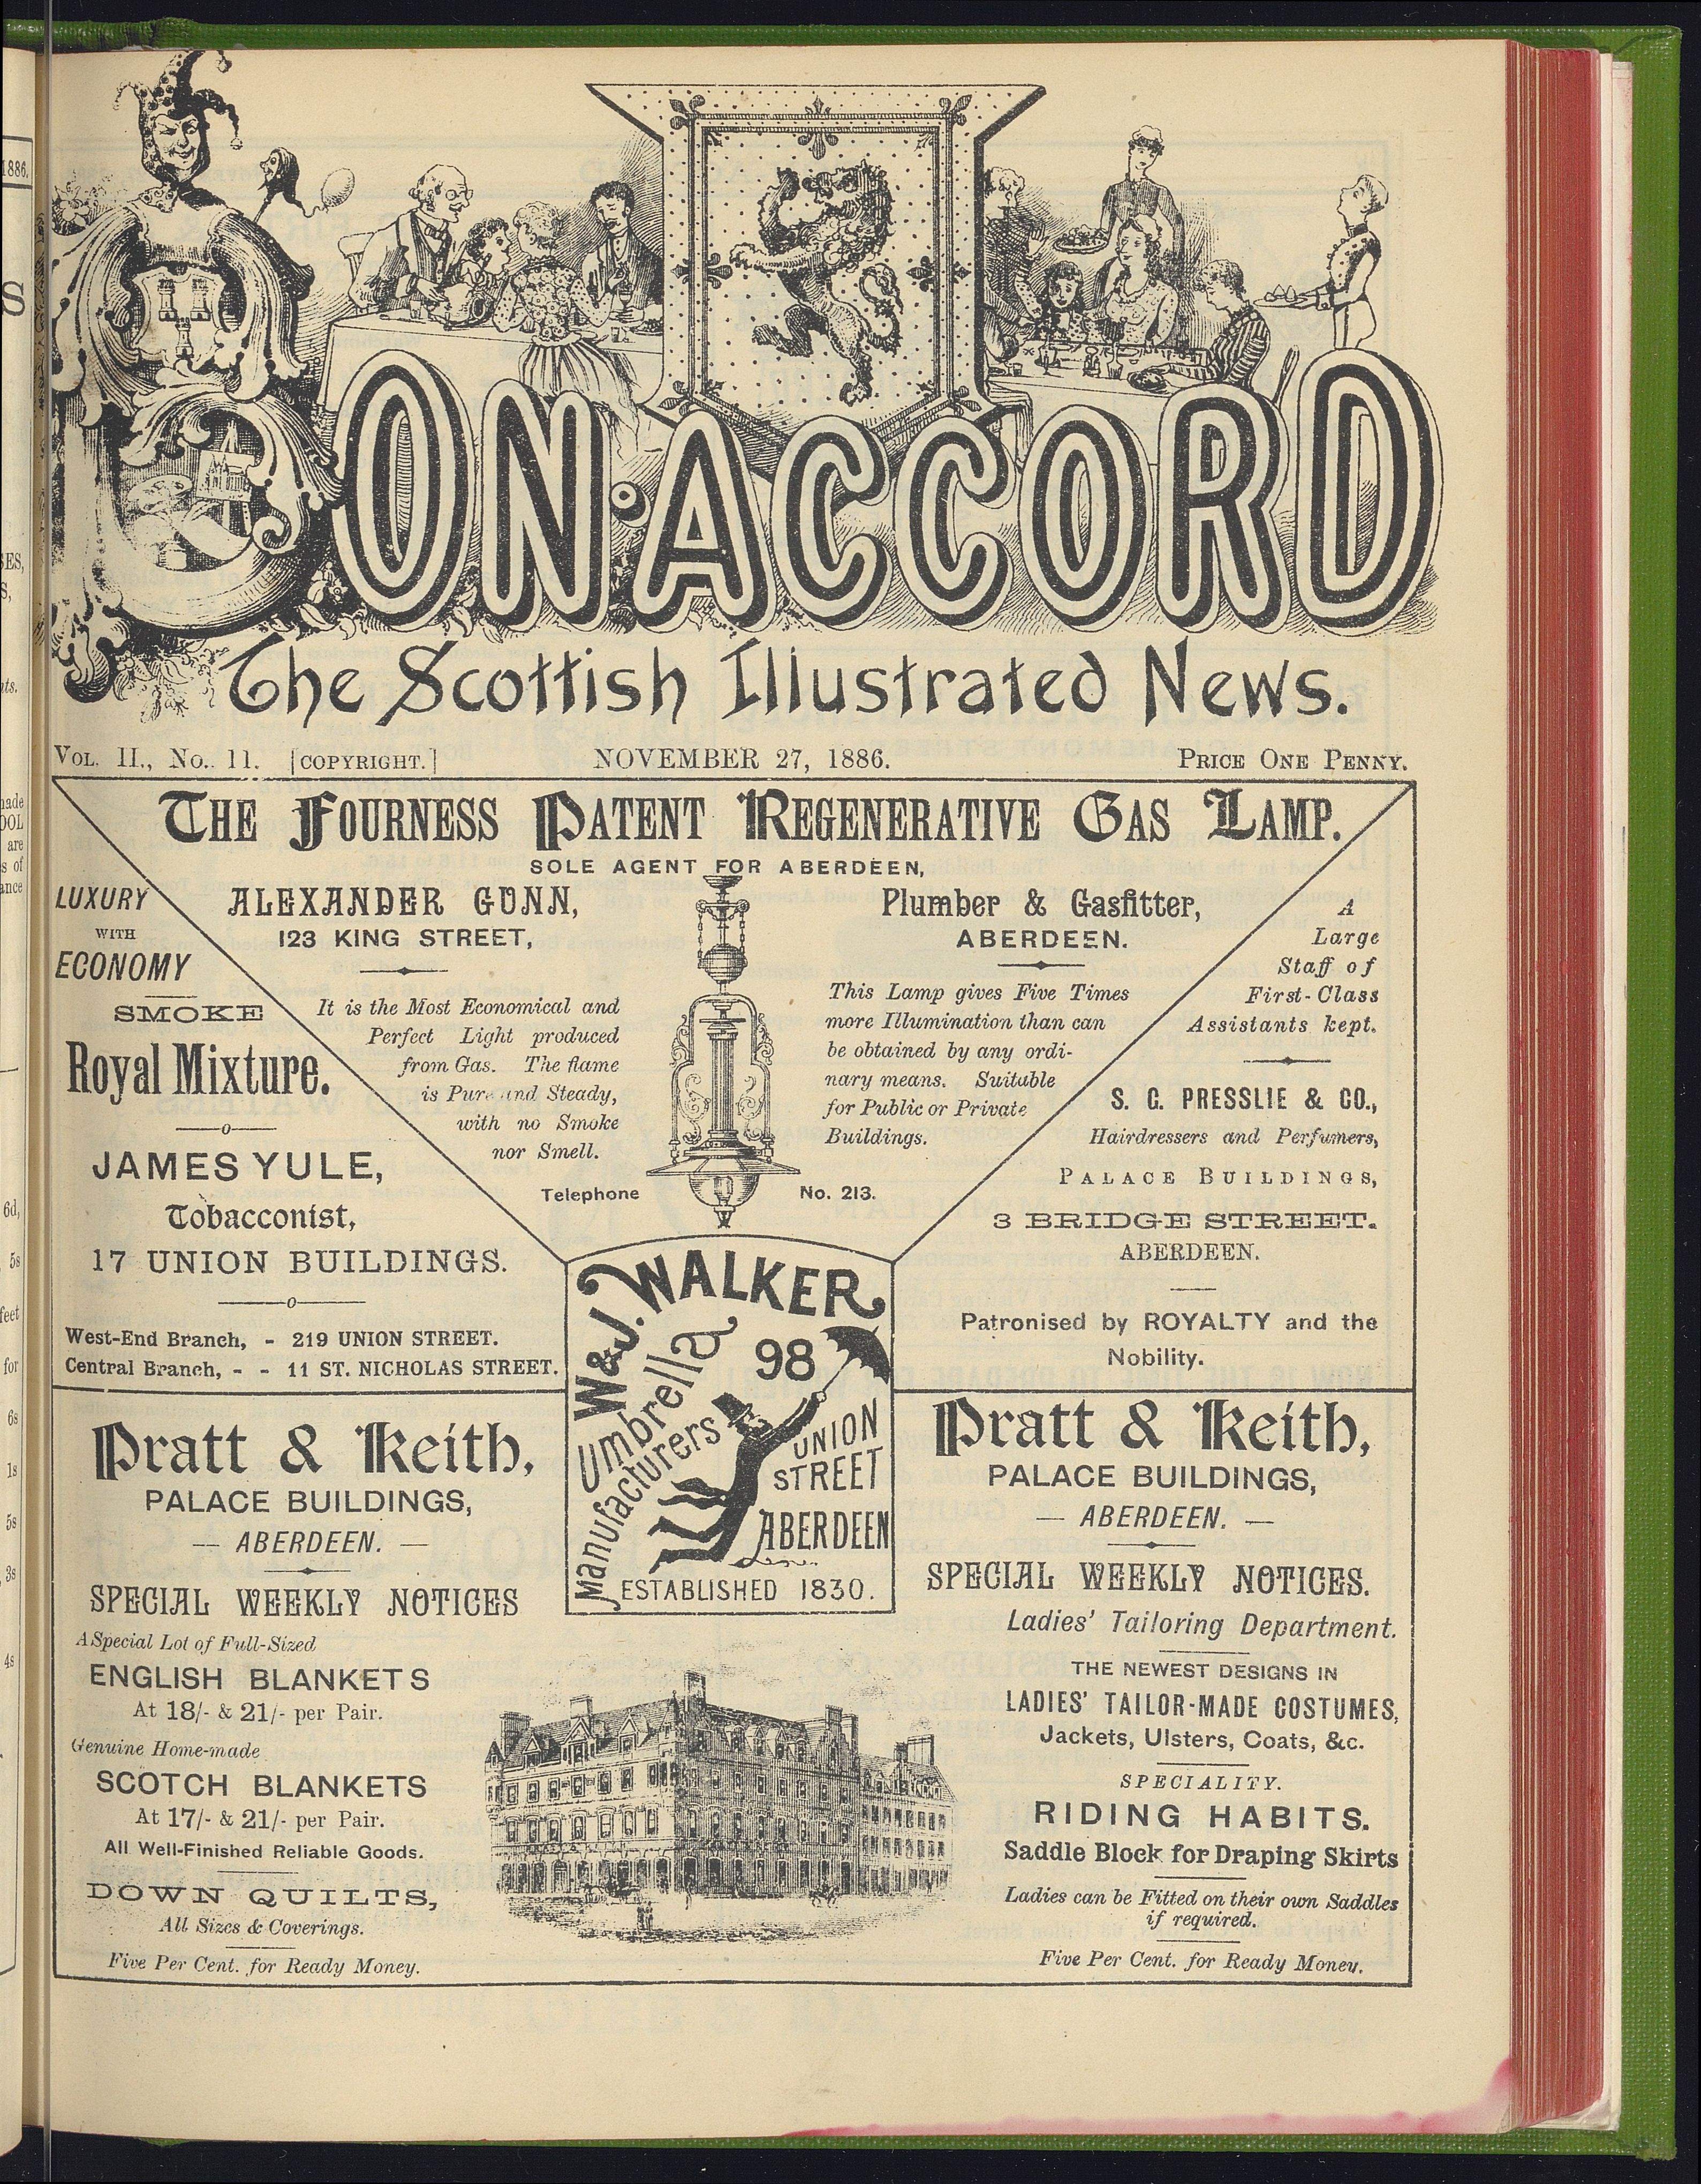 BON·ACCORD
The Scottish Illustrated News.
VOL. II., No. 11. [COPYRIGHT.] NOVEMBER 27, 1886. PRICE ONE PENNY.
THE FOURNESS PATENT REGENERATIVE GAS LAMP.
SOLE AGENT FOR ABERDEEN,
ALEXANDER GUNN,
123 KING STREET,
Plumber & Gasfitter,
ABERDEEN.
It is the Most Economical and
Perfect Light produced
from Gas. The flame
is Pure and Steady,
with no Smoke
nor Smell.
This Lamp gives Five Times
more Illumination than can
be obtained by any ordi-
nary means. Suitable
for Public or Private
Buildings.
Telephone No. 213.
LUXURY
WITH
ECONOMY
SMOKE
Royal Mixture.
JAMES YULE,
Tobacconist,
17 UNION BUILDINGS.
West-End Branch, - 219 UNION STREET.
Central Branch, - - 11 ST. NICHOLAS STREET.
A
Large
Staff of
First-Class
Assistants kept.
S. C. PRESSLIE & CO.,
Hairdressers and Perfumers,
PALACE BUILDINGS,
3 BRIDGE STREET.
ABERDEEN.
Patronised by ROYALTY and the
Nobility.
W & J. WALKER
Umbrella
Manufacturers
98
UNION
STREET
ABERDEEN
ESTABLISHED 1830.
Pratt & Keith,
PALACE BUILDINGS,
— ABERDEEN. —
SPECIAL WEEKLY NOTICES
A Special Lot of Full-Sized
ENGLISH BLANKETS
At 18/- & 21/- per Pair.
Genuine Home-made
SCOTCH BLANKETS
At 17/- & 21/- per Pair.
All Well-Finished Reliable Goods.
DOWN QUILTS,
All Sizes & Coverings.
Five Per Cent. for Ready Money.
Pratt & Keith,
PALACE BUILDINGS,
— ABERDEEN. —
SPECIAL WEEKLY NOTICES.
Ladies' Tailoring Department.
THE NEWEST DESIGNS IN
LADIES' TAILOR-MADE COSTUMES,
Jackets, Ulsters, Coats, &c.
SPECIALITY.
RIDING HABITS.
Saddle Block for Draping Skirts
Ladies can be Fitted on their own Saddles
if required.
Five Per Cent. for Ready Money.